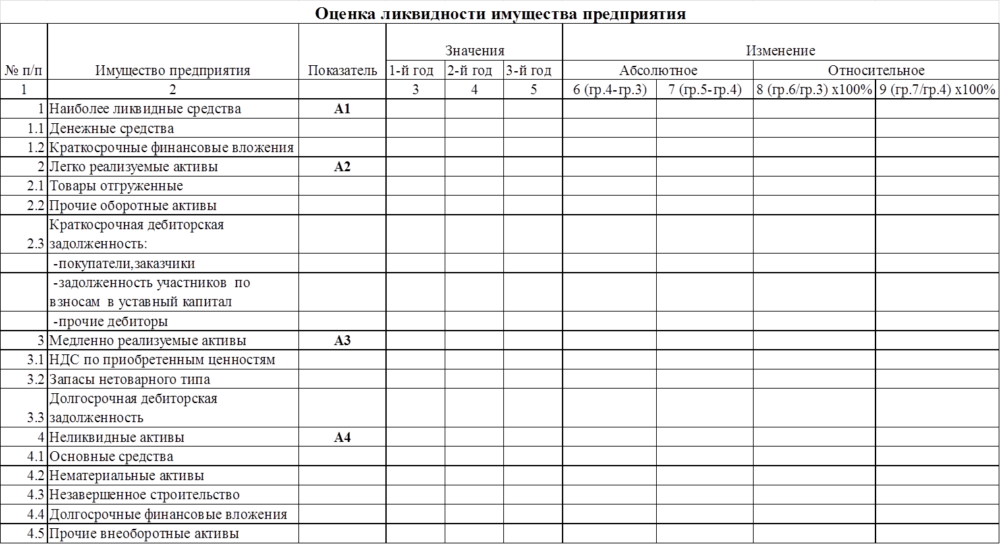 Оценка ликвидности имущества предприятия
Значения Изменение
№ п/п Имущество предприятия Показатель 1-й год 2-й год 3-й год Абсолютное Относительное
1 2 3 4 5 6 (гр.4-гр.3) 7 (гр.5-гр.4) 8 (гр.6/гр.3) х100% 9 (гр.7/гр.4) х100%
1 Наиболее ликвидные средства А1
1.1 Денежные средства
1.2 Краткосрочные финансовые вложения
2 Легко реализуемые активы А2
2.1 Товары отгруженные
2.2 Прочие оборотные активы
Краткосрочная дебиторская
2.3 задолженность:
-покупатели,заказчики
-задолженность участников по
взносам в уставный капитал
-прочие дебиторы
3 Медленно реализуемые активы А3
3.1 НДС по приобретенным ценностям
3.2 Запасы нетоварного типа
Долгосрочная дебиторская
3.3 задолженность
4 Неликвидные активы А4
4.1 Основные средства
4.2 Нематериальные активы
4.3 Незавершенное строительство
4.4 Долгосрочные финансовые вложения
4.5 Прочие внеоборотные активы